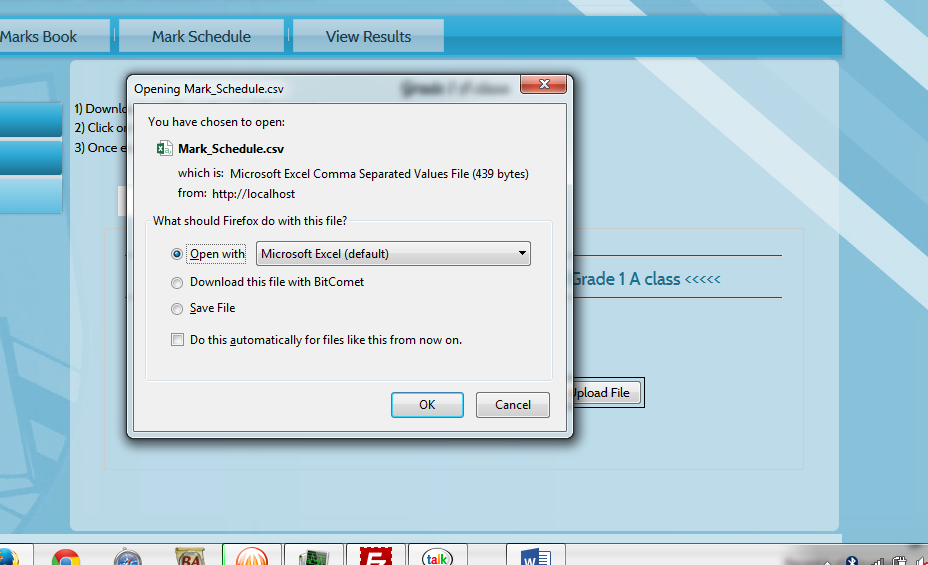 Marks Book
Mark Schedule
View Results
Opening Mark_Schedule.csv
1) Downlo
2) Click on
3) Once e
You have chosen to open:
Mark_Schedule.csv
which is: Microsoft Excel Comma Separated Values File (439 bytes)
from: http://localhost
What should Firefox do with this file?
Open with
Microsoft Excel (default)
Download this file with BitComet
Save File
Do this automatically for files like this from now on.
OK
Cancel
Grade 1 A class <<<<<
Upload File
talk
W